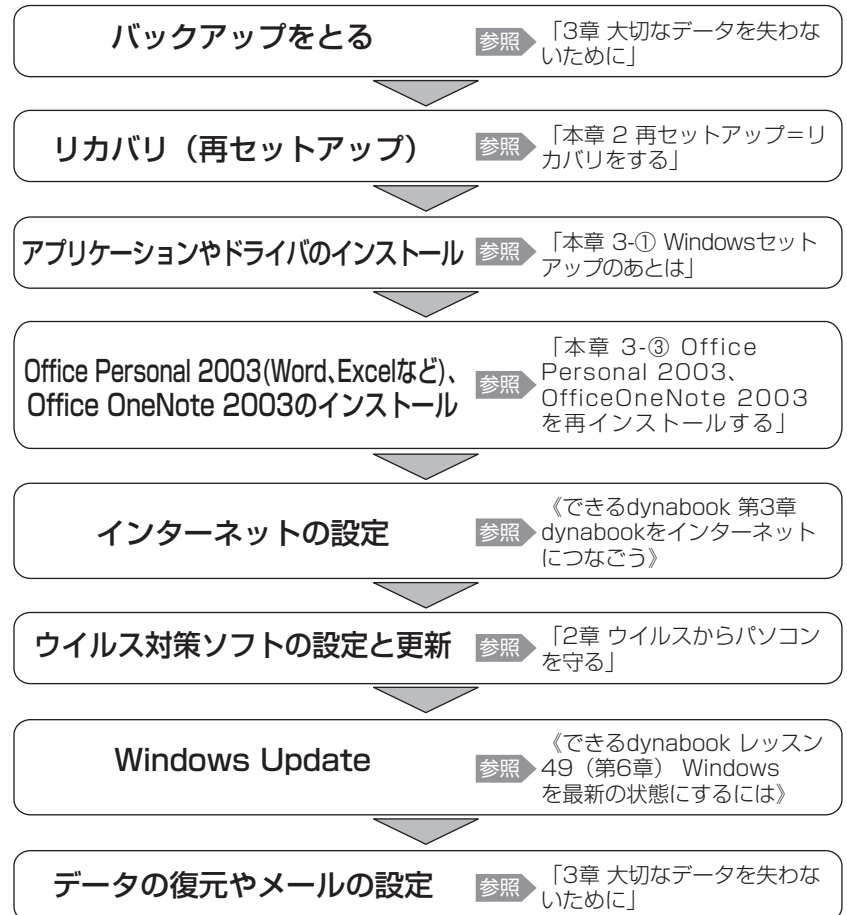 バックアップをとる
参照
「3章 大切なデータを失わな
いために」
リカバリ（再セットアップ）
参照
「本章 2 再セットアップ＝リ
カバリをする」
アプリケーションやドライバのインストール
参照
「本章 3-① Windowsセット
アップのあとは」
Office Personal 2003(Word、Excelなど)、
Office OneNote 2003のインストール
参照
「本章 3-③ Office
Personal 2003、
OfficeOneNote 2003
を再インストールする」
インターネットの設定
参照
《できるdynabook 第3章
dynabookをインターネット
につなごう》
ウイルス対策ソフトの設定と更新
参照
「2章 ウイルスからパソコン
を守る」
Windows Update
参照
《できるdynabook レッスン
49（第6章） Windows
を最新の状態にするには》
データの復元やメールの設定
参照
「3章 大切なデータを失わな
いために」